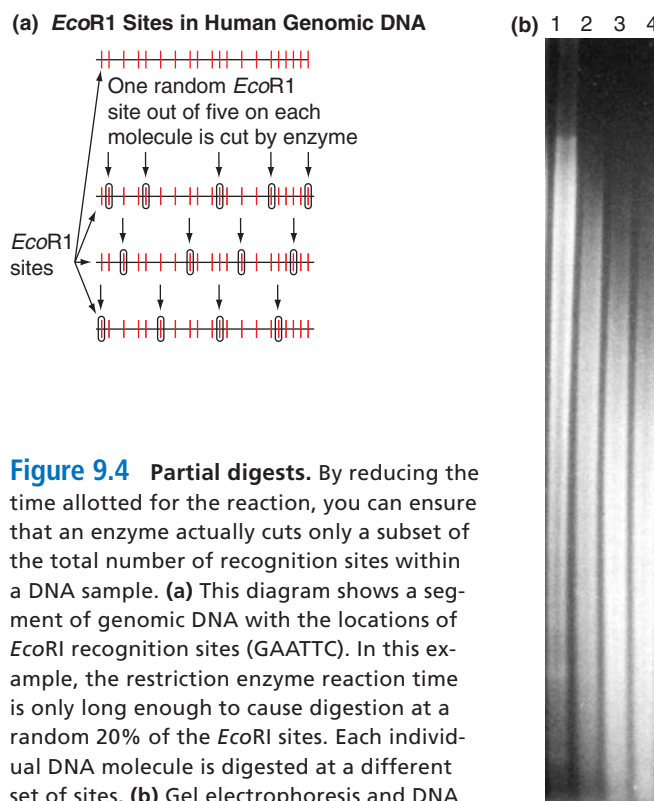 (a) EcoR1 Sites in Human Genomic DNA
One random EcoR1
site out of five on each
molecule is cut by enzyme
EcoR1
sites
(b) 1 2 3 4
Figure 9.4 Partial digests. By reducing the
time allotted for the reaction, you can ensure
that an enzyme actually cuts only a subset of
the total number of recognition sites within
a DNA sample. (a) This diagram shows a seg-
ment of genomic DNA with the locations of
EcoRI recognition sites (GAATTC). In this ex-
ample, the restriction enzyme reaction time
is only long enough to cause digestion at a
random 20% of the EcoRI sites. Each individ-
ual DNA molecule is digested at a different
set of sites. (b) Gel electrophoresis and DNA